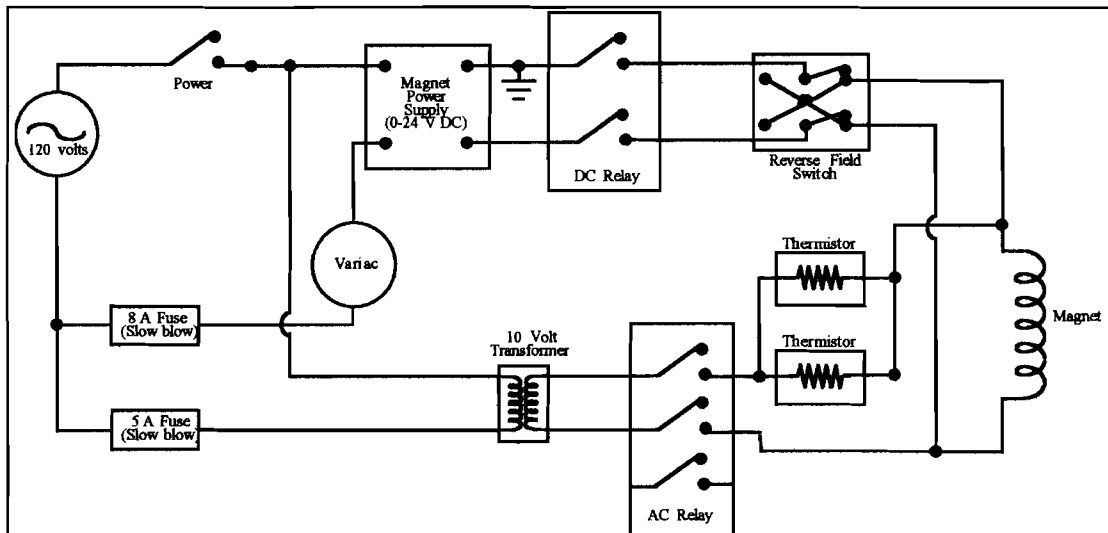 Power
Magnet
Power
Supply
(0-24 V DC)
120 volts
DC Relay
Reverse Field
Switch
Variac
Thermistor
8 A Fuse
(Slow blow)
10 Volt
Transformer
Magnet
Thermistor
5 A Fuse
(Slow blow)
AC Relay